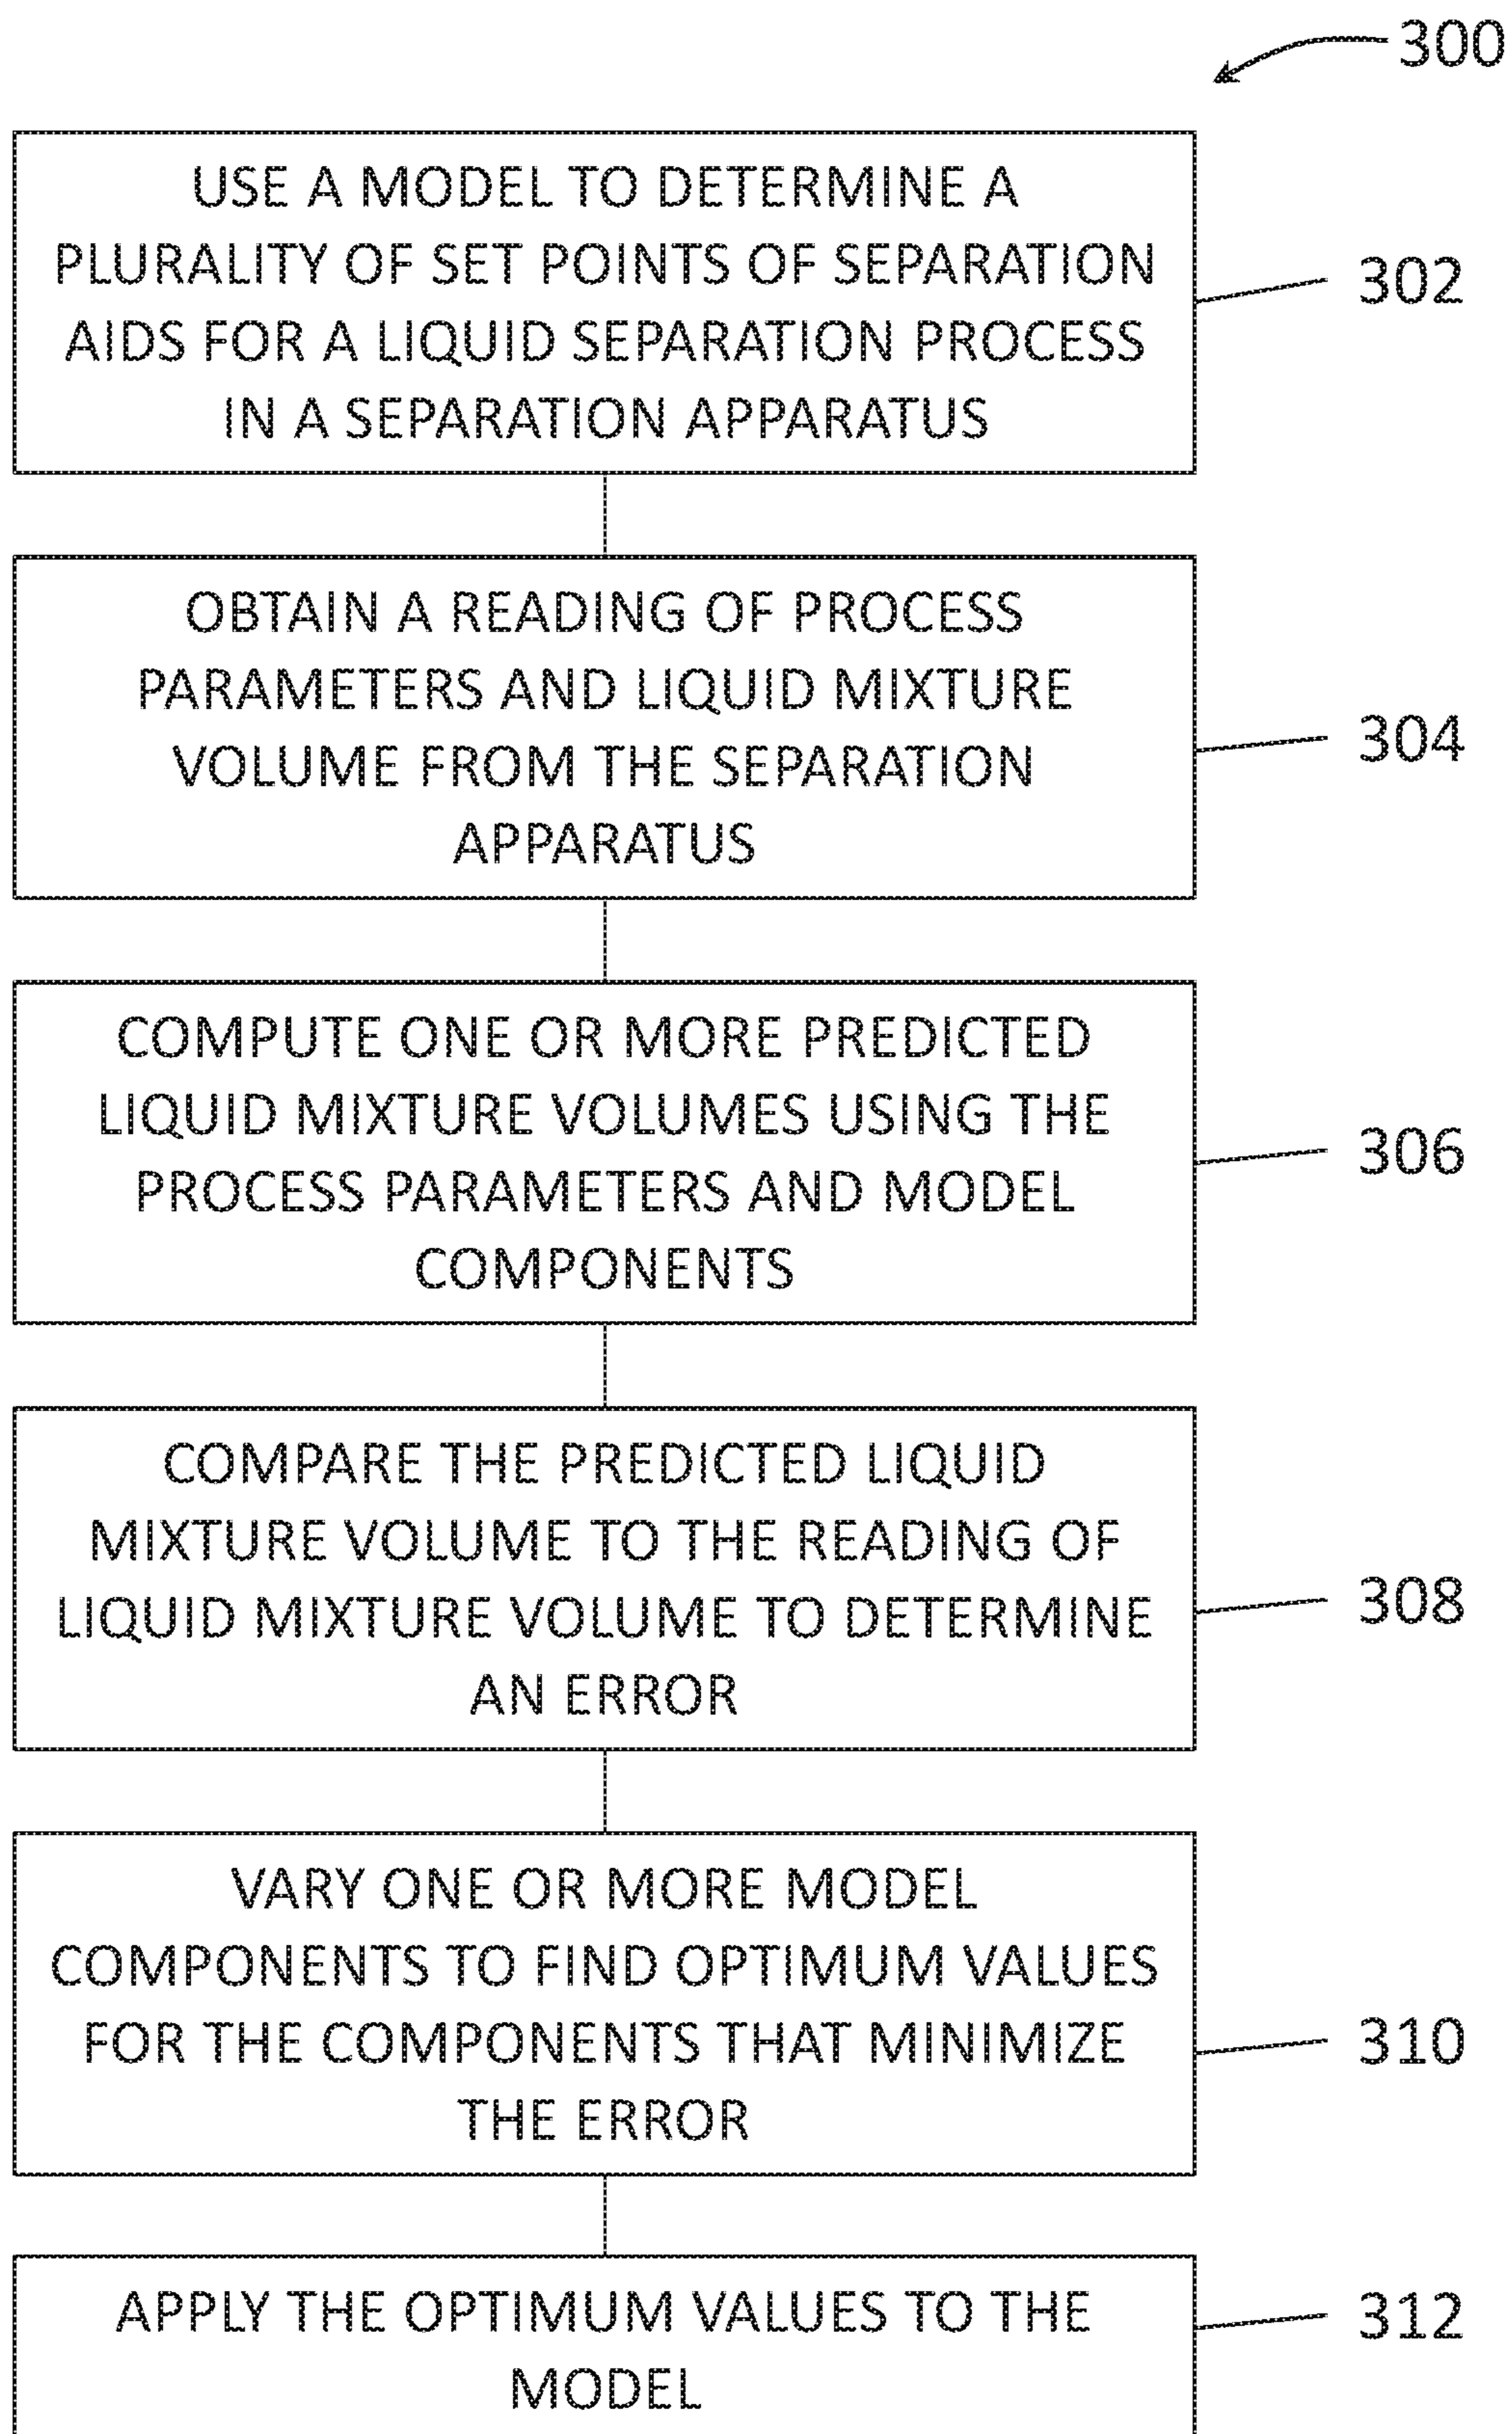 300
USE A MODEL TO DETERMINE A
PLURALITY OF SET POINTS OF SEPARATION
AIDS FOR A LIQUID SEPARATION PROCESS
IN A SEPARATION APPARATUS
302
OBTAIN A READING OF PROCESS
PARAMETERS AND LIQUID MIXTURE
VOLUME FROM THE SEPARATION
APPARATUS
304
COMPUTE ONE OR MORE PREDICTED
LIQUID MIXTURE VOLUMES USING THE
PROCESS PARAMETERS AND MODEL
COMPONENTS
306
COMPARE THE PREDICTED LIQUID
MIXTURE VOLUME TO THE READING OF
LIQUID MIXTURE VOLUME TO DETERMINE
AN ERROR
308
VARY ONE OR MORE MODEL
COMPONENTS TO FIND OPTIMUM VALUES
FOR THE COMPONENTS THAT MINIMIZE
THE ERROR
310
APPLY THE OPTIMUM VALUES TO THE
MODEL
312